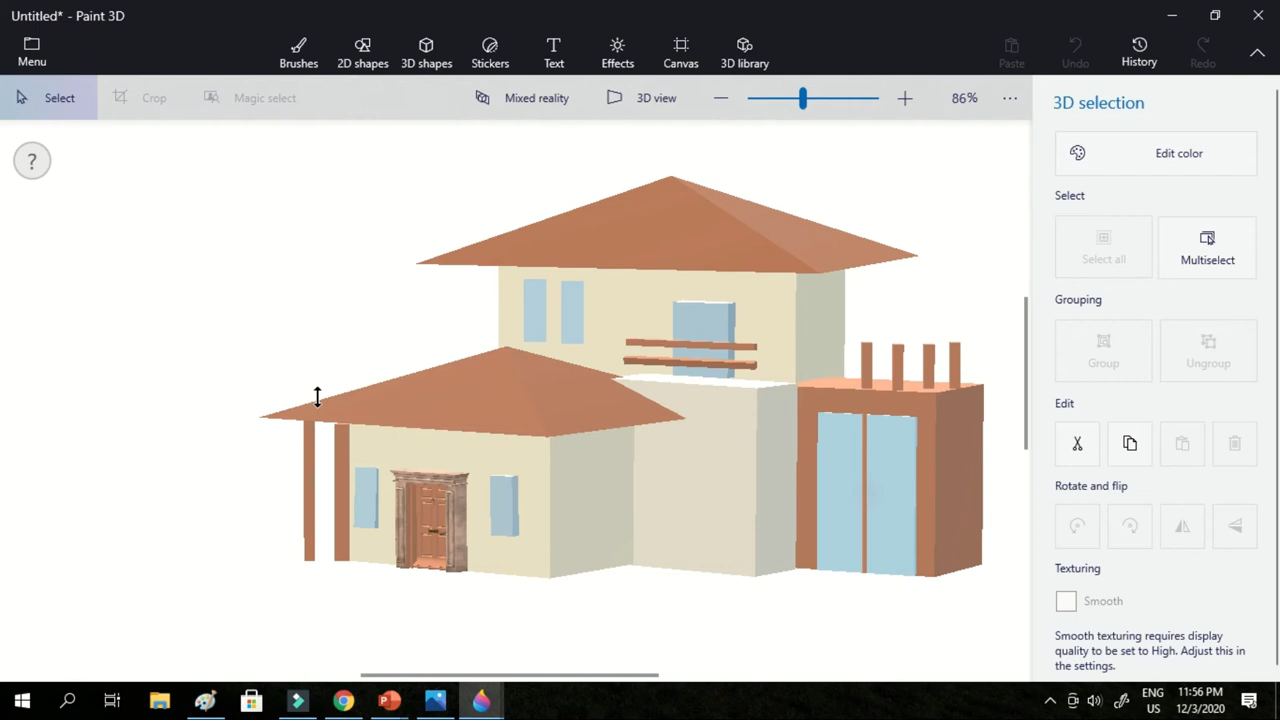 Untitled* - Paint 3D
Menu
Brushes
2D shapes
3D shapes
Stickers
Text
Effects
Canvas
3D library
Paste
Undo
History
Redo
Select
Crop
Magic select
Mixed reality
3D view
86%
?
3D selection
Edit color
Select
Select all
Multiselect
Grouping
Group
Ungroup
Edit
Rotate and flip
Texturing
Smooth
Smooth texturing requires display
quality to be set to High. Adjust this in
the settings.
ENG
US
11:56 PM
12/3/2020